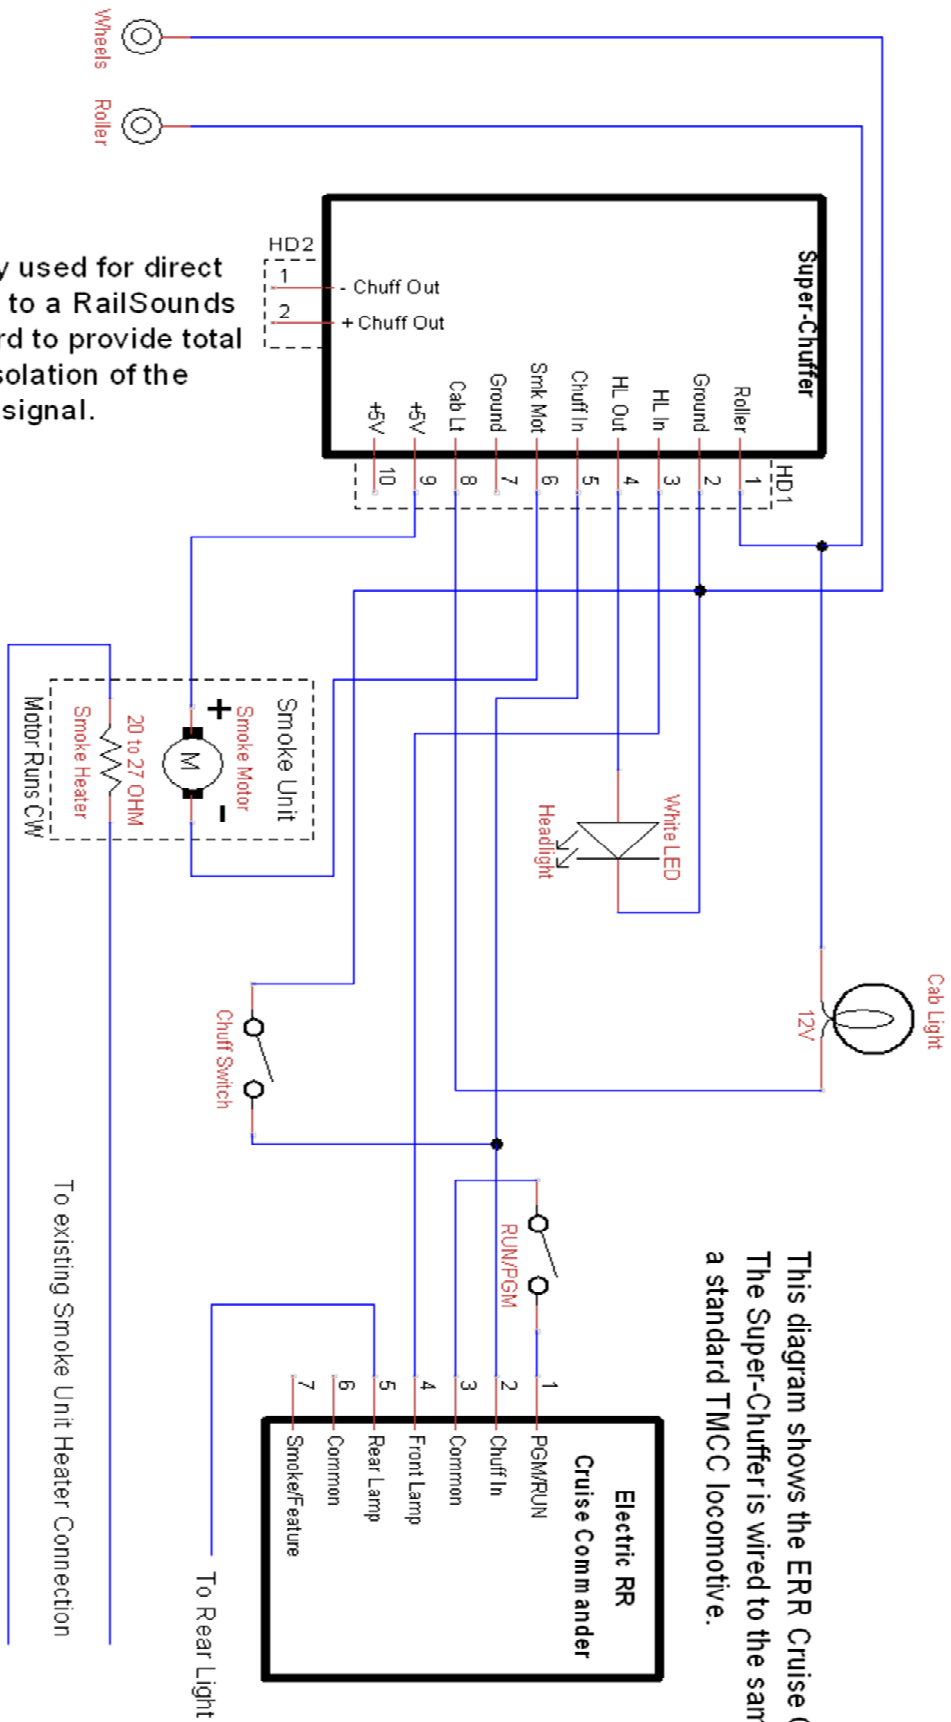 Wheels
Roller
y used for direct
to a RailSounds
rd to provide total
solation of the
signal.
HD2
1
2
- Chuff Out
+ Chuff Out
Super-Chuffer
Roller
Ground
HL In
HL Out
Chuff In
Smk Mot
Ground
Cab Lt
+5V
+5V
HD1
1
2
3
4
5
6
7
8
9
10
Smoke Unit
Smoke Motor
+
M
-
20 to 27 OHM
Smoke Heater
Motor Runs CW
White LED
Headlight
Cab Light
12V
Chuff Switch
RUN/PGM
To existing Smoke Unit Heater Connection
To Rear Light
1
2
3
4
5
6
7
PGM/RUN
Chuff In
Common
Front Lamp
Rear Lamp
Common
Smoke/Feature
Electric RR
Cruise Commander
This diagram shows the ERR Cruise
The Super-Chuffer is wired to the sam
a standard TMCC locomotive.